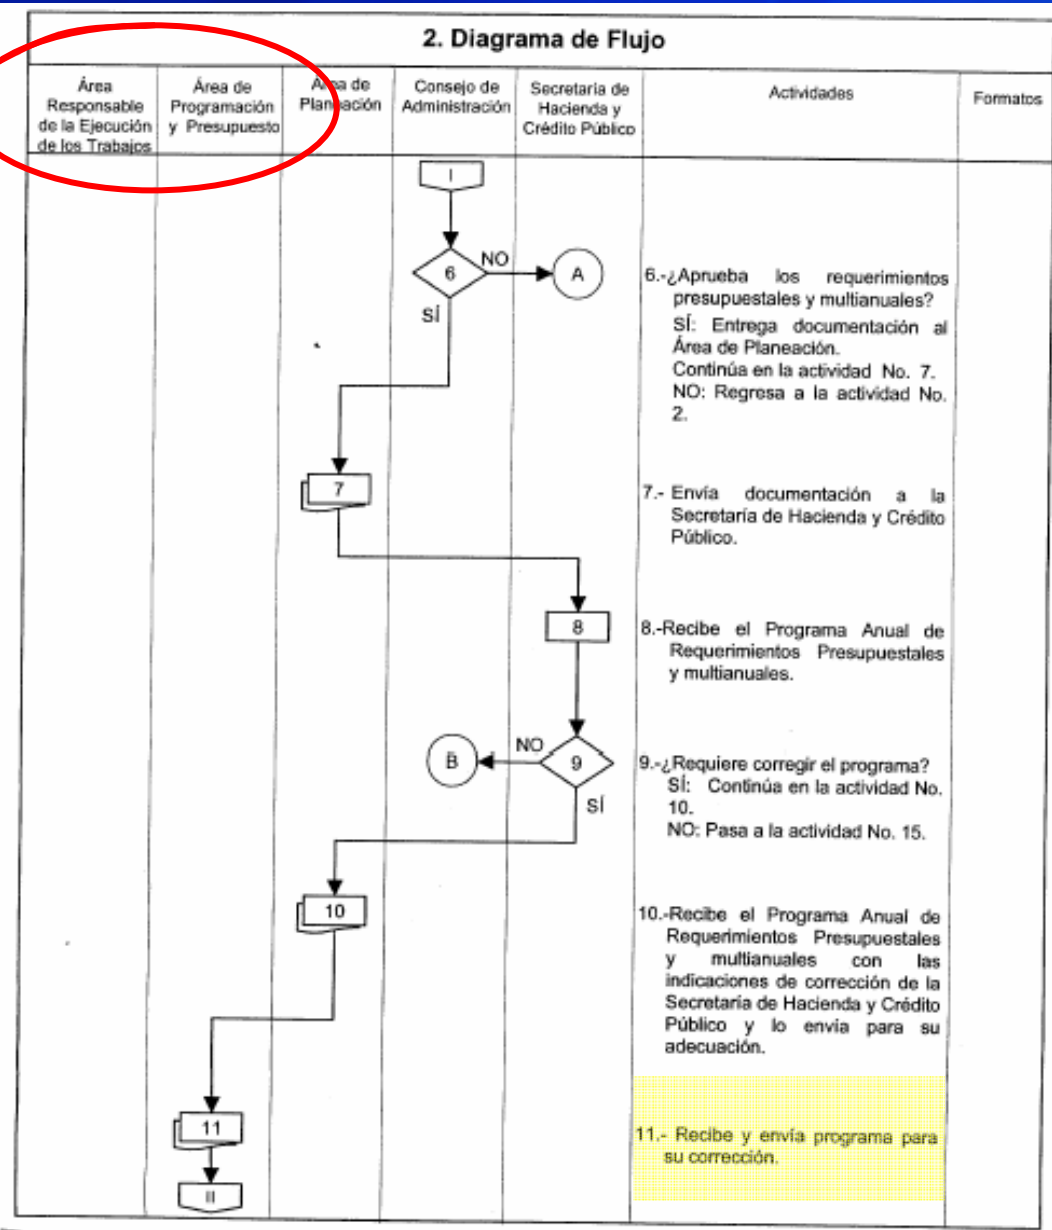 2. Diagrama de Flujo
Área
Responsable
de la Ejecución
de los Trabajos
Área de
Programación
y Presupuesto
Área de
Planeación
Consejo de
Administración
Secretaría de
Hacienda y
Crédito Público
Actividades
Formatos
I
6
NO
A
SÍ
6.-¿Aprueba los requerimientos
presupuestales y multianuales?
SÍ: Entrega documentación al
Área de Planeación.
Continúa en la actividad No. 7.
NO: Regresa a la actividad No.
2.
7
7.- Envía documentación a la
Secretaría de Hacienda y Crédito
Público.
8
8.-Recibe el Programa Anual de
Requerimientos Presupuestales
y multianuales.
B
NO
9
SÍ
9.-¿Requiere corregir el programa?
SÍ: Continúa en la actividad No.
10.
NO: Pasa a la actividad No. 15.
10
10.-Recibe el Programa Anual de
Requerimientos Presupuestales
y multianuales con las
indicaciones de corrección de la
Secretaría de Hacienda y Crédito
Público y lo envía para su
adecuación.
11
11.- Recibe y envía programa para
su corrección.
II